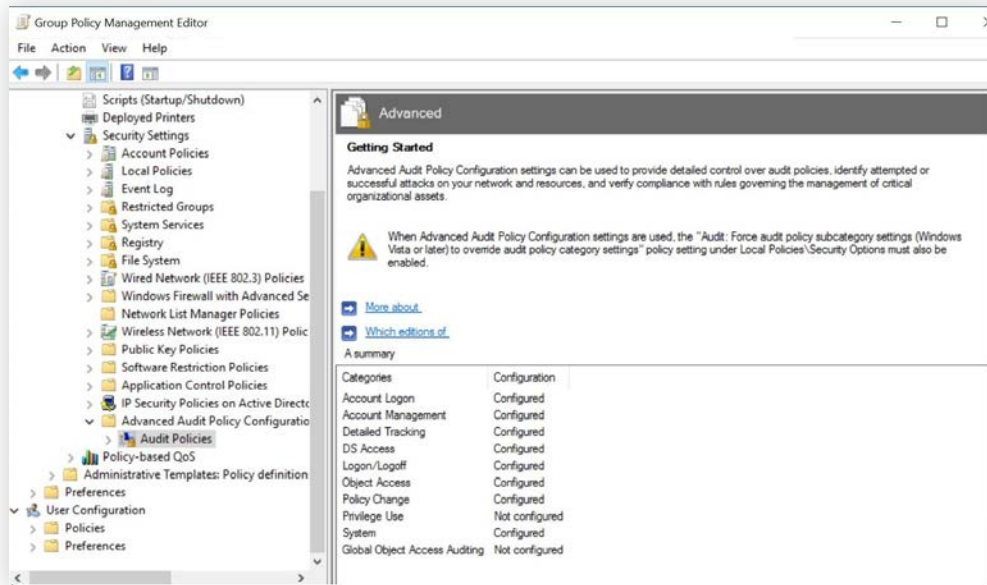 Group Policy Management Editor
File Action View Help
Scripts (Startup/Shutdown)
Deployed Printers
Security Settings
Account Policies
Local Policies
Event Log
Restricted Groups
System Services
Registry
File System
Wired Network (IEEE 802.3) Policies
Windows Firewall with Advanced Se
Network List Manager Policies
Wireless Network (IEEE 802.11) Polic
Public Key Policies
Software Restriction Policies
Application Control Policies
IP Security Policies on Active Directo
Advanced Audit Policy Configuratio
Audit Policies
Policy-based QoS
Administrative Templates: Policy definition
Preferences
User Configuration
Policies
Preferences
Advanced
Getting Started
Advanced Audit Policy Configuration settings can be used to provide detailed control over audit policies, identify attempted or
successful attacks on your network and resources, and verify compliance with rules governing the management of critical
organizational assets.
When Advanced Audit Policy Configuration settings are used, the "Audit: Force audit policy subcategory settings (Windows
Vista or later) to override audit policy category settings" policy setting under Local Policies\Security Options must also be
enabled.
More about
Which editions of
A summary
Categories Configuration
Account Logon Configured
Account Management Configured
Detailed Tracking Configured
DS Access Configured
Logon/Logoff Configured
Object Access Configured
Policy Change Configured
Privilege Use Not configured
System Configured
Global Object Access Auditing Not configured